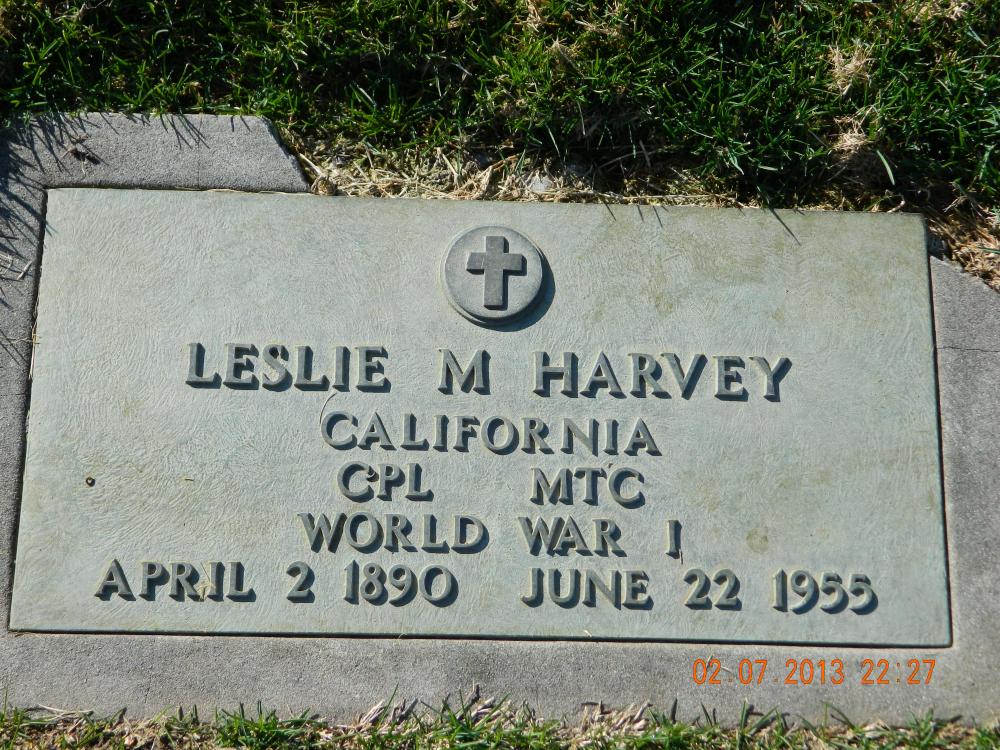 LESLIE M HARVEY
CALIFORNIA
CPL MTC
WORLD WAR I
APRIL 2 1890 JUNE 22 1955
02.07.2013 22:27